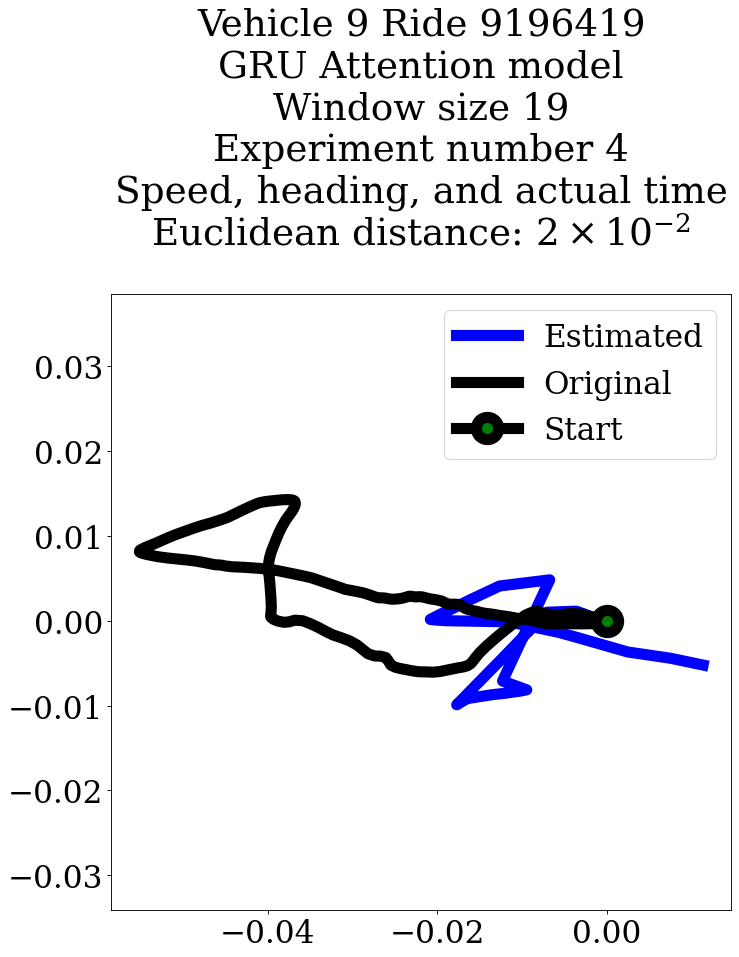 Vehicle 9 Ride 9196419
GRU Attention model
Window size 19
Experiment number 4
Speed, heading, and actual time
Euclidean distance: 2 × 10⁻²
Estimated
Original
Start
0.03
0.02
0.01
0.00
−0.01
−0.02
−0.03
−0.04
−0.02
0.00